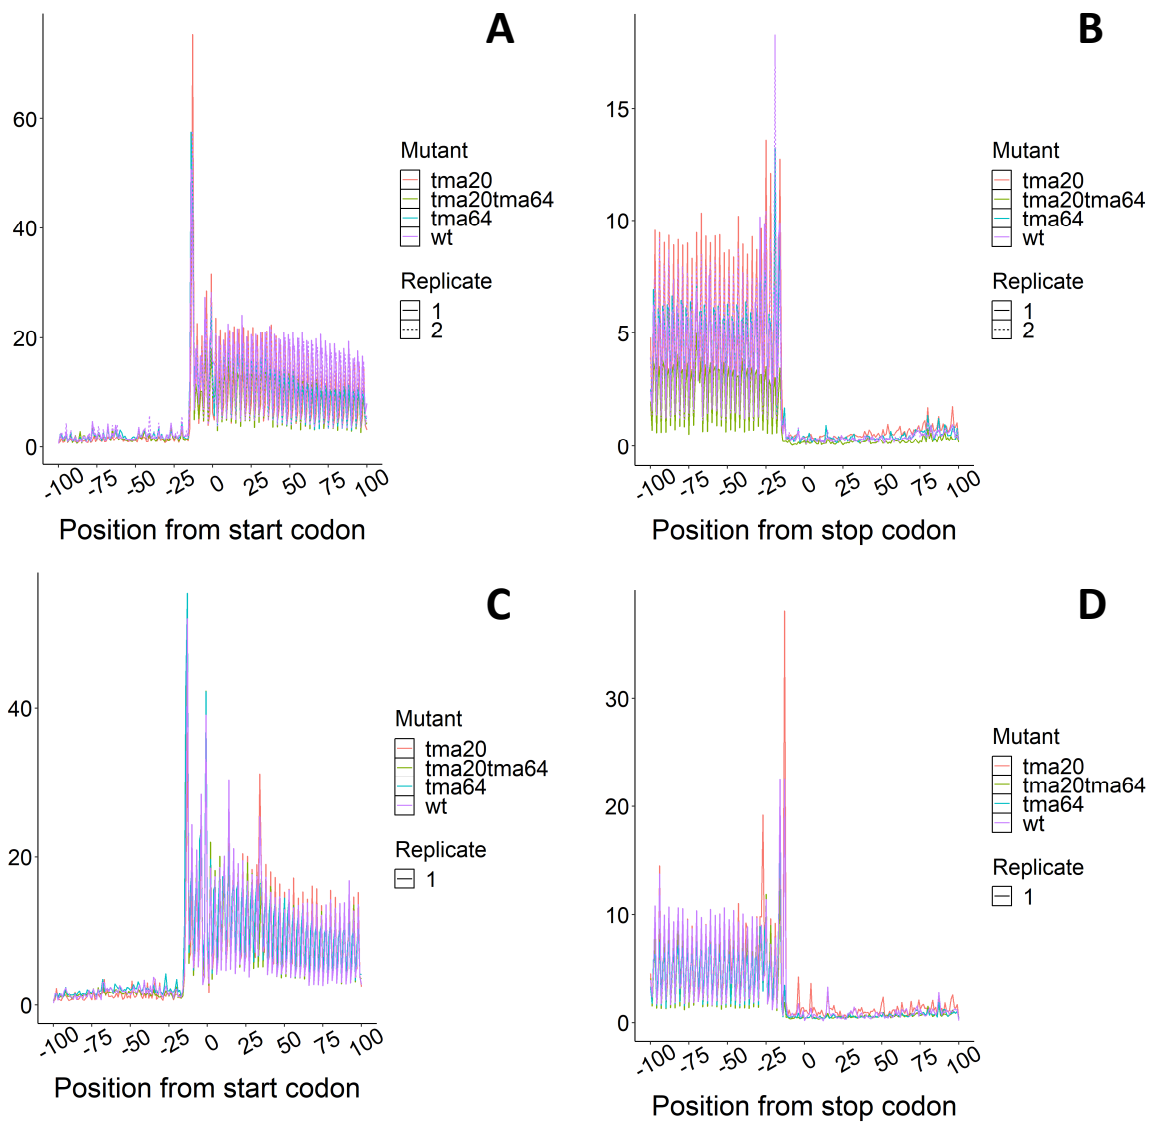 A
60
40
20
0
-100 -75 -50 -25 0 25 50 75 100
Position from start codon
Mutant
tma20
tma20tma64
tma64
wt
Replicate
1
2
B
15
10
5
0
-100 -75 -50 -25 0 25 50 75 100
Position from stop codon
Mutant
tma20
tma20tma64
tma64
wt
Replicate
1
2
C
40
20
0
-100 -75 -50 -25 0 25 50 75 100
Position from start codon
Mutant
tma20
tma20tma64
tma64
wt
Replicate
1
D
30
20
10
0
-100 -75 -50 -25 0 25 50 75 100
Position from stop codon
Mutant
tma20
tma20tma64
tma64
wt
Replicate
1